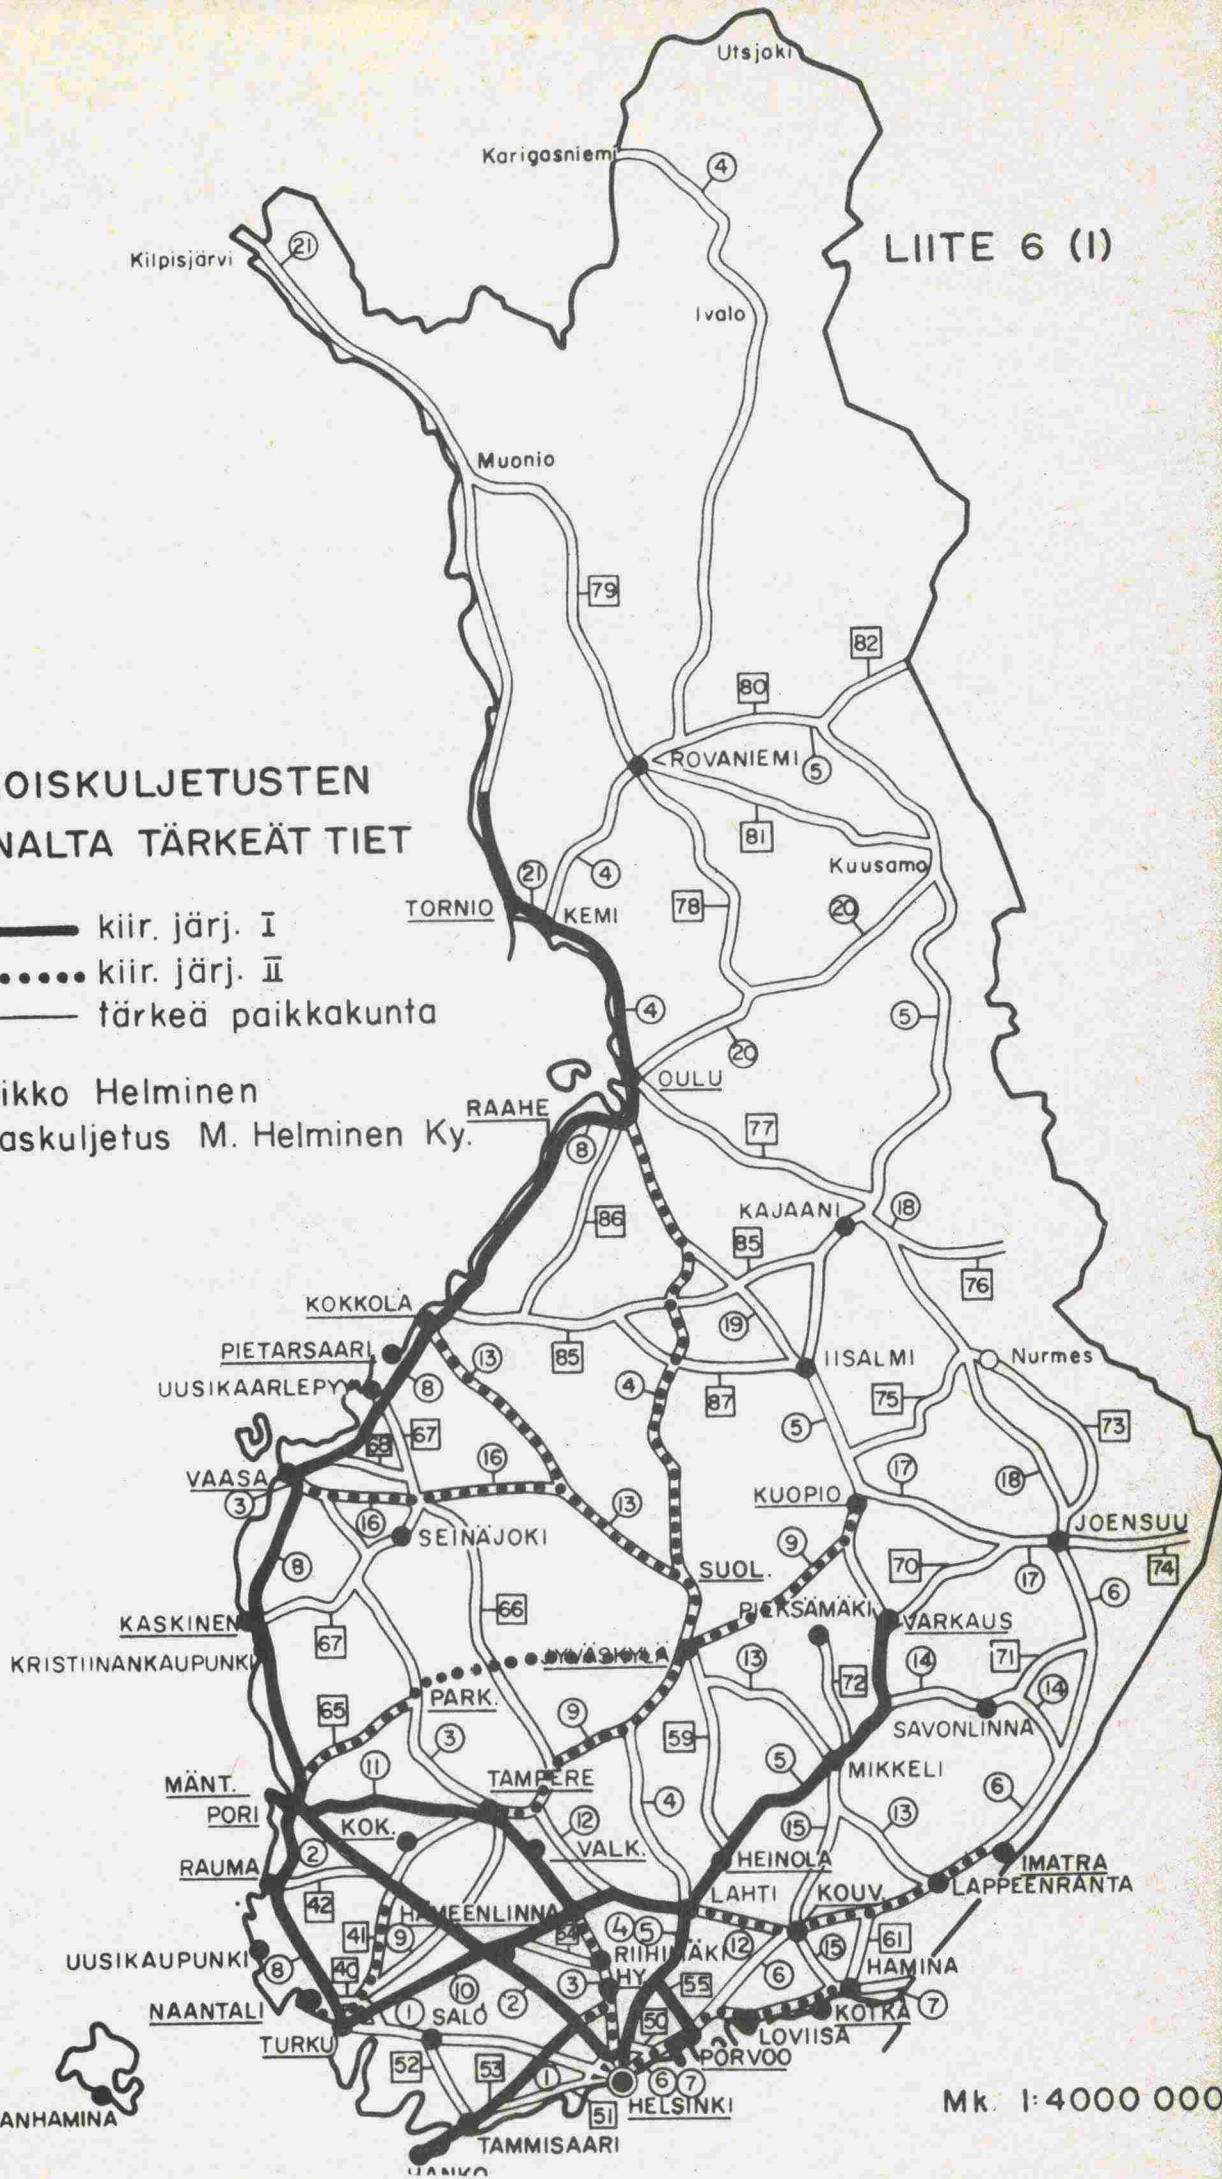 Utsjoki
Karigasniemi
4
LIITE 6 (1)
21
Kilpisjärvi
Ivalo
Muonio
79
82
80
ROVANIEMI
5
OISKULJETUSTEN
NALTA TÄRKEÄT TIET
81
Kuusamo
21
4
78
20
TORNIO
KEMI
kiir. järj. I
kiir. järj. II
tärkeä paikkakunta
4
5
20
OULU
ikko Helminen
RAAHE
askuljetus M. Helminen Ky.
8
77
KAJAANI
18
86
85
76
KOKKOLA
19
PIETARSAARI
13
85
IISALMI
Nurmes
UUSIKAARLEPYY
8
4
87
75
67
5
73
68
16
17
18
VAASA
3
KUOPIO
13
16
SEINÄJOKI
JOENSUU
9
8
SUOL.
70
17
74
6
66
PIEKSÄMÄKI
KASKINEN
VARKAUS
67
KRISTIINANKAUPUNKI
JYVÄSKYLÄ
13
72
14
71
PARK.
14
65
9
SAVONLINNA
3
59
11
5
MIKKELI
MÄNT.
TAMPERE
6
PORI
4
12
15
13
KOK.
2
VALK.
HEINOLA
IMATRA
RAUMA
LAHTI
KOUV.
LAPPEENRANTA
42
HÄMEENLINNA
41
9
54
4
5
RIIHIMÄKI
12
15
61
UUSIKAUPUNKI
8
40
10
2
3
HY.
55
6
HAMINA
NAANTALI
1
SALO
50
7
KOTKA
TURKU
LOVIISA
52
53
1
PORVOO
6
7
51
HELSINKI
Mk. 1:4000 000
ANHAMINA
TAMMISAARI
HANKO